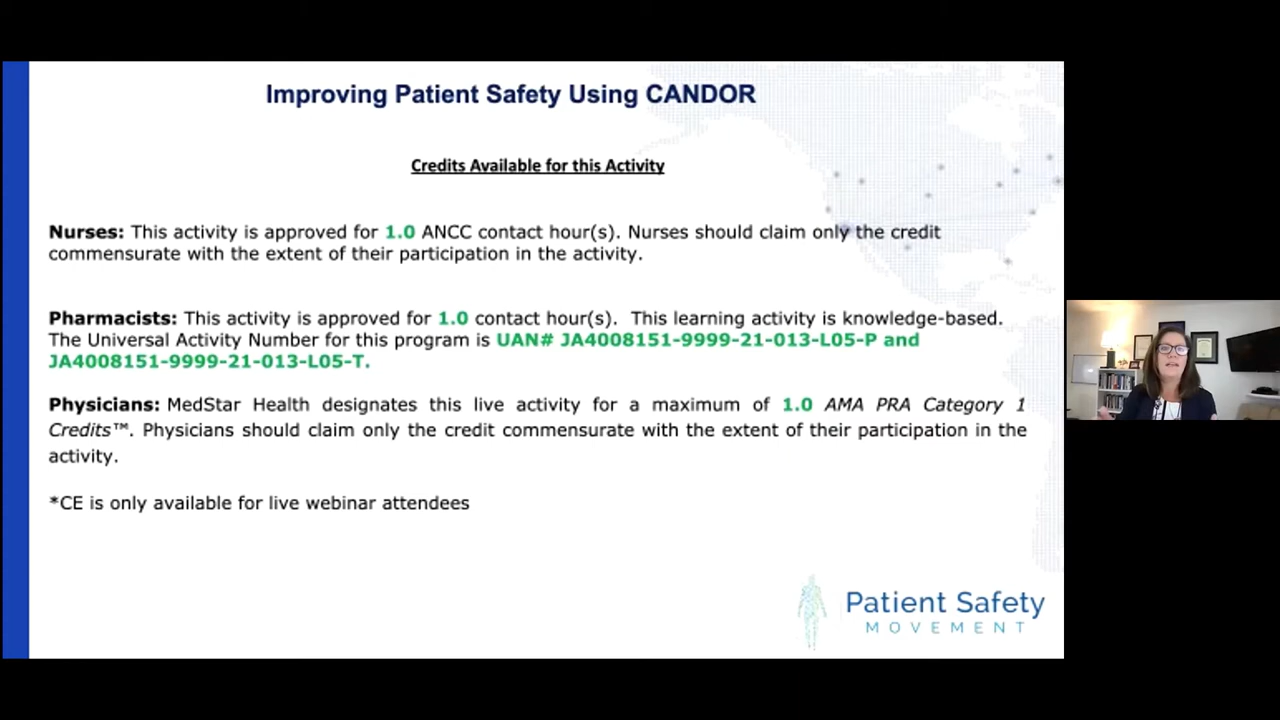 Improving Patient Safety Using CANDOR
Credits Available for this Activity
Nurses: This activity is approved for 1.0 ANCC contact hour(s). Nurses should claim only the credit
commensurate with the extent of their participation in the activity.
Pharmacists: This activity is approved for 1.0 contact hour(s). This learning activity is knowledge-based.
The Universal Activity Number for this program is UAN# JA4008151-9999-21-013-L05-P and
JA4008151-9999-21-013-L05-T.
Physicians: MedStar Health designates this live activity for a maximum of 1.0 AMA PRA Category 1
Credits™. Physicians should claim only the credit commensurate with the extent of their participation in the
activity.
*CE is only available for live webinar attendees
Patient Safety
MOVEMENT